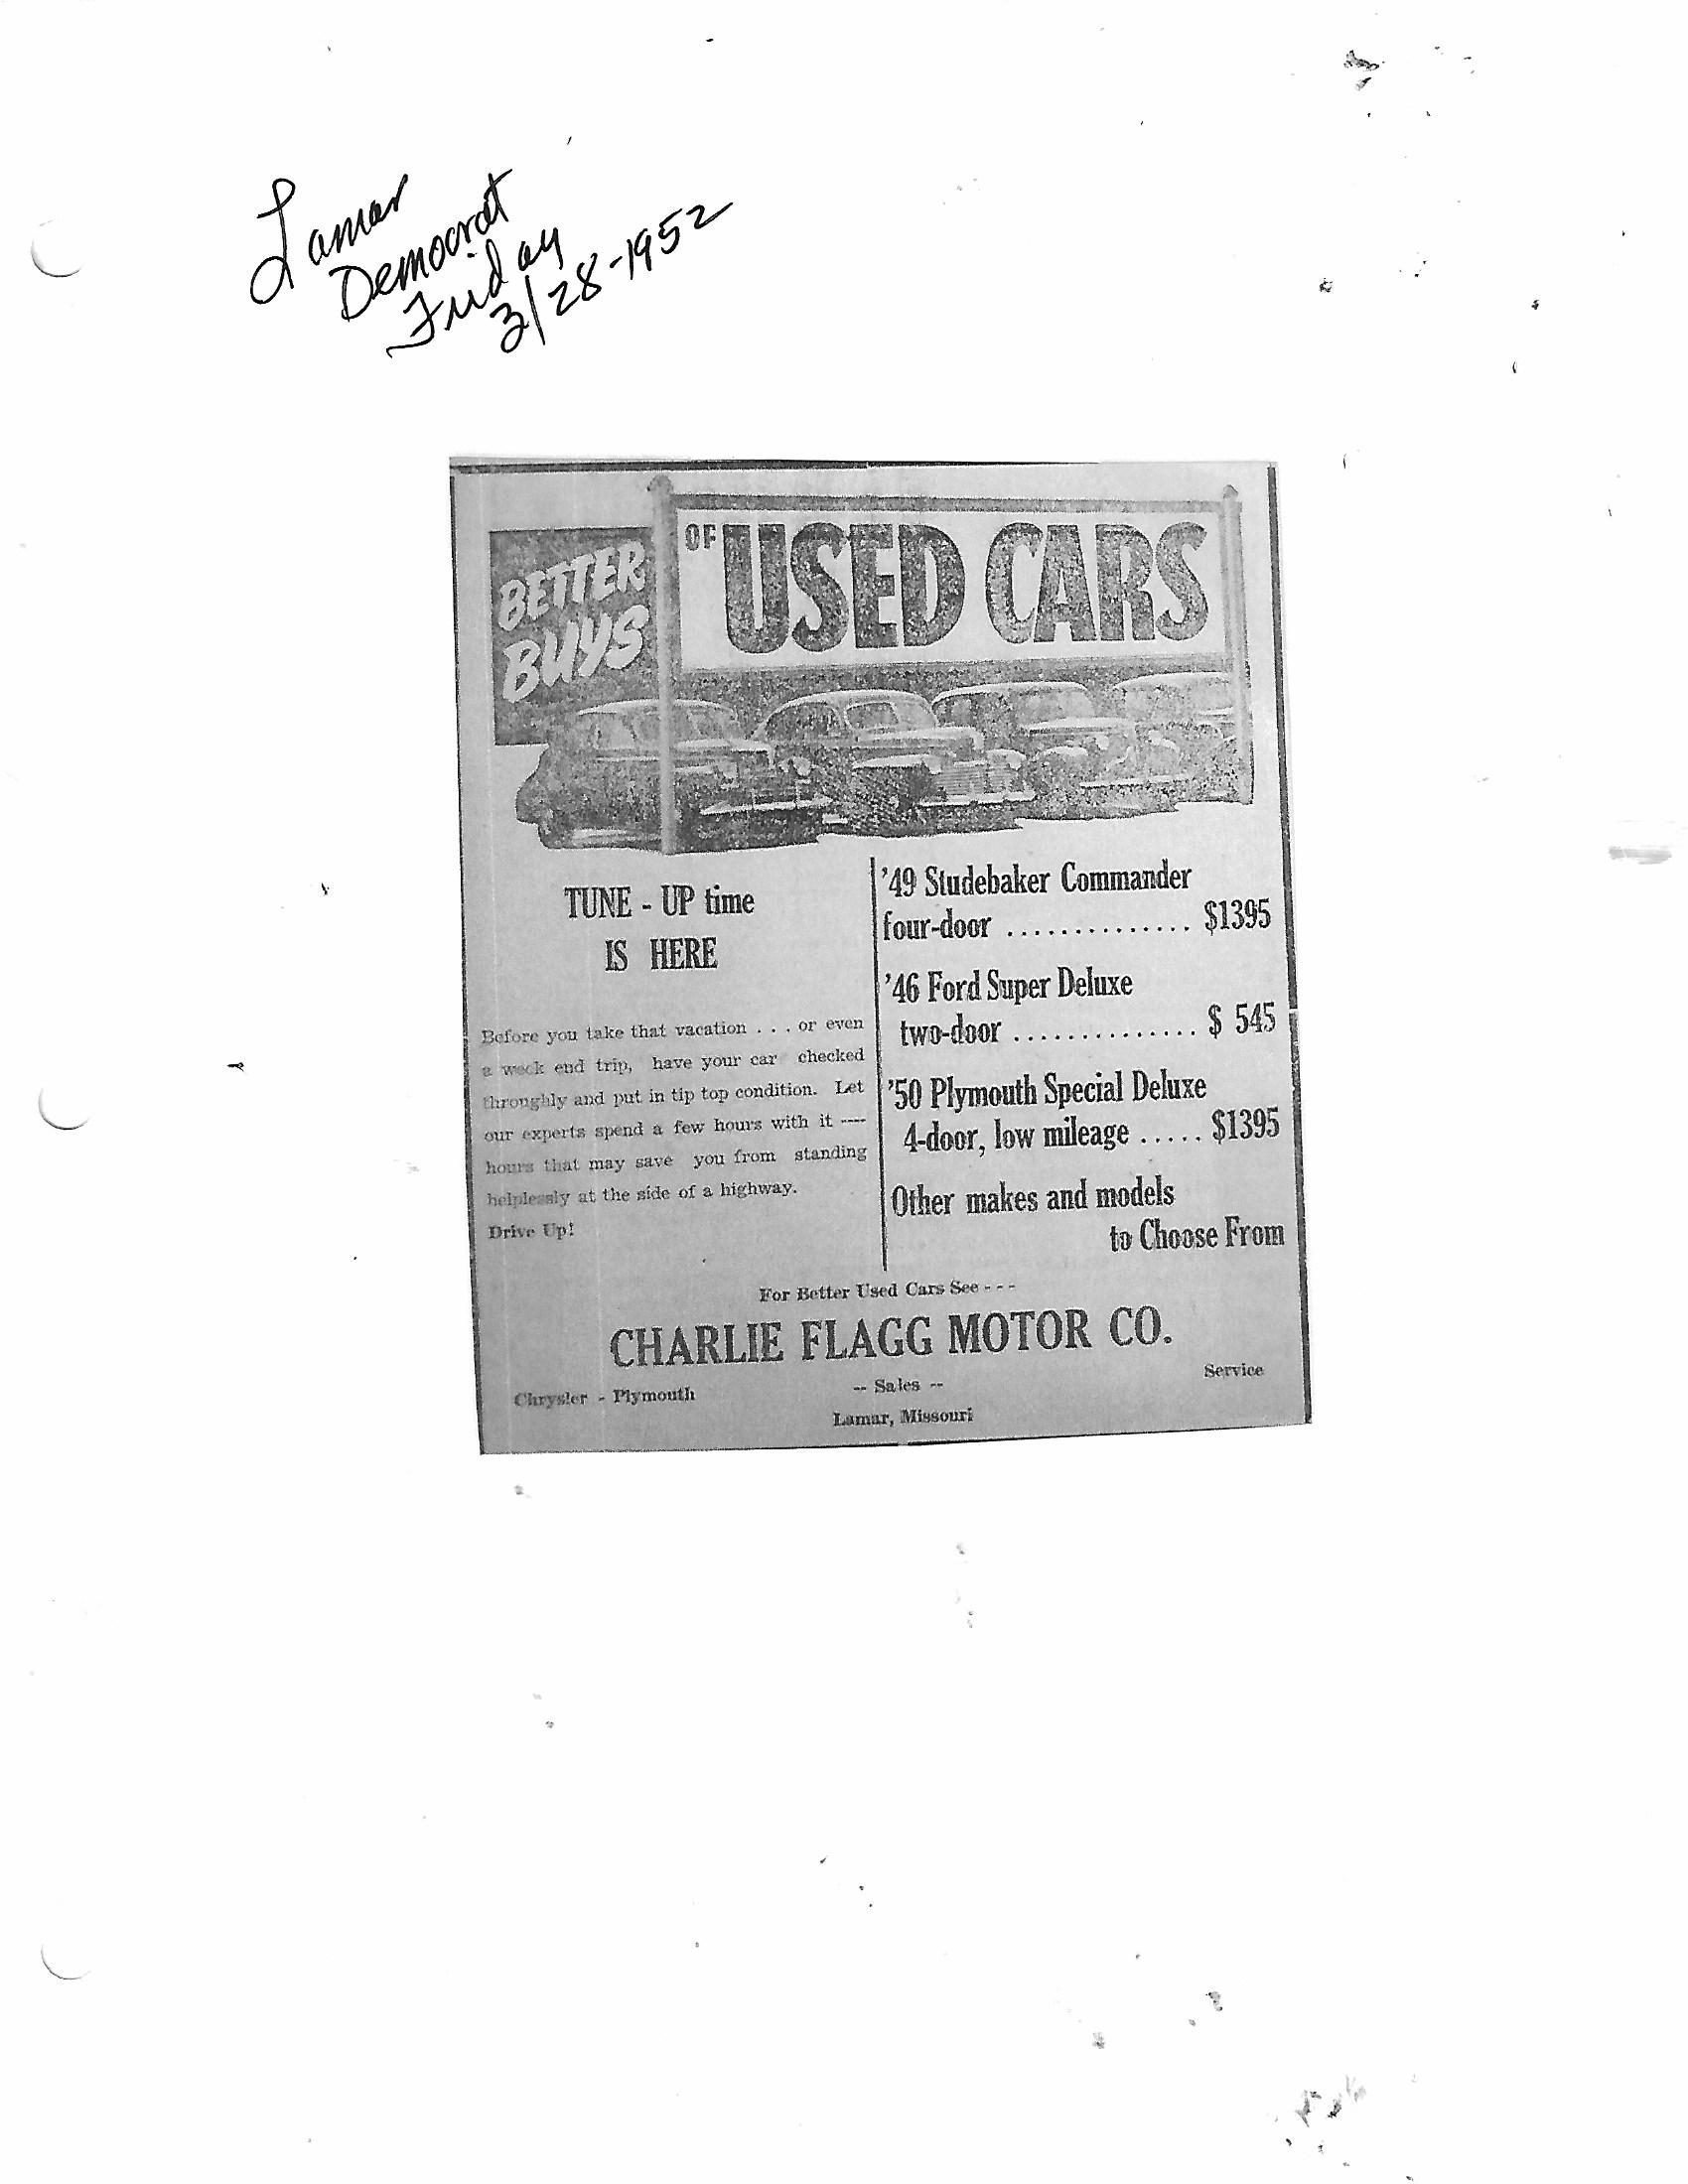 Lamar
Democrat
Friday
3/28-1952
BETTER
BUYS
OF USED CARS
TUNE - UP time
IS HERE
Before you take that vacation . . . or even
a week end trip, have your car checked
throughly and put in tip top condition. Let
our experts spend a few hours with it ----
hours that may save you from standing
helplessly at the side of a highway.
Drive Up!
'49 Studebaker Commander
four-door .............. $1395
'46 Ford Super Deluxe
two-door .............. $ 545
'50 Plymouth Special Deluxe
4-door, low mileage ..... $1395
Other makes and models
to Choose From
For Better Used Cars See - - -
CHARLIE FLAGG MOTOR CO.
Chrysler - Plymouth -- Sales -- Service
Lamar, Missouri